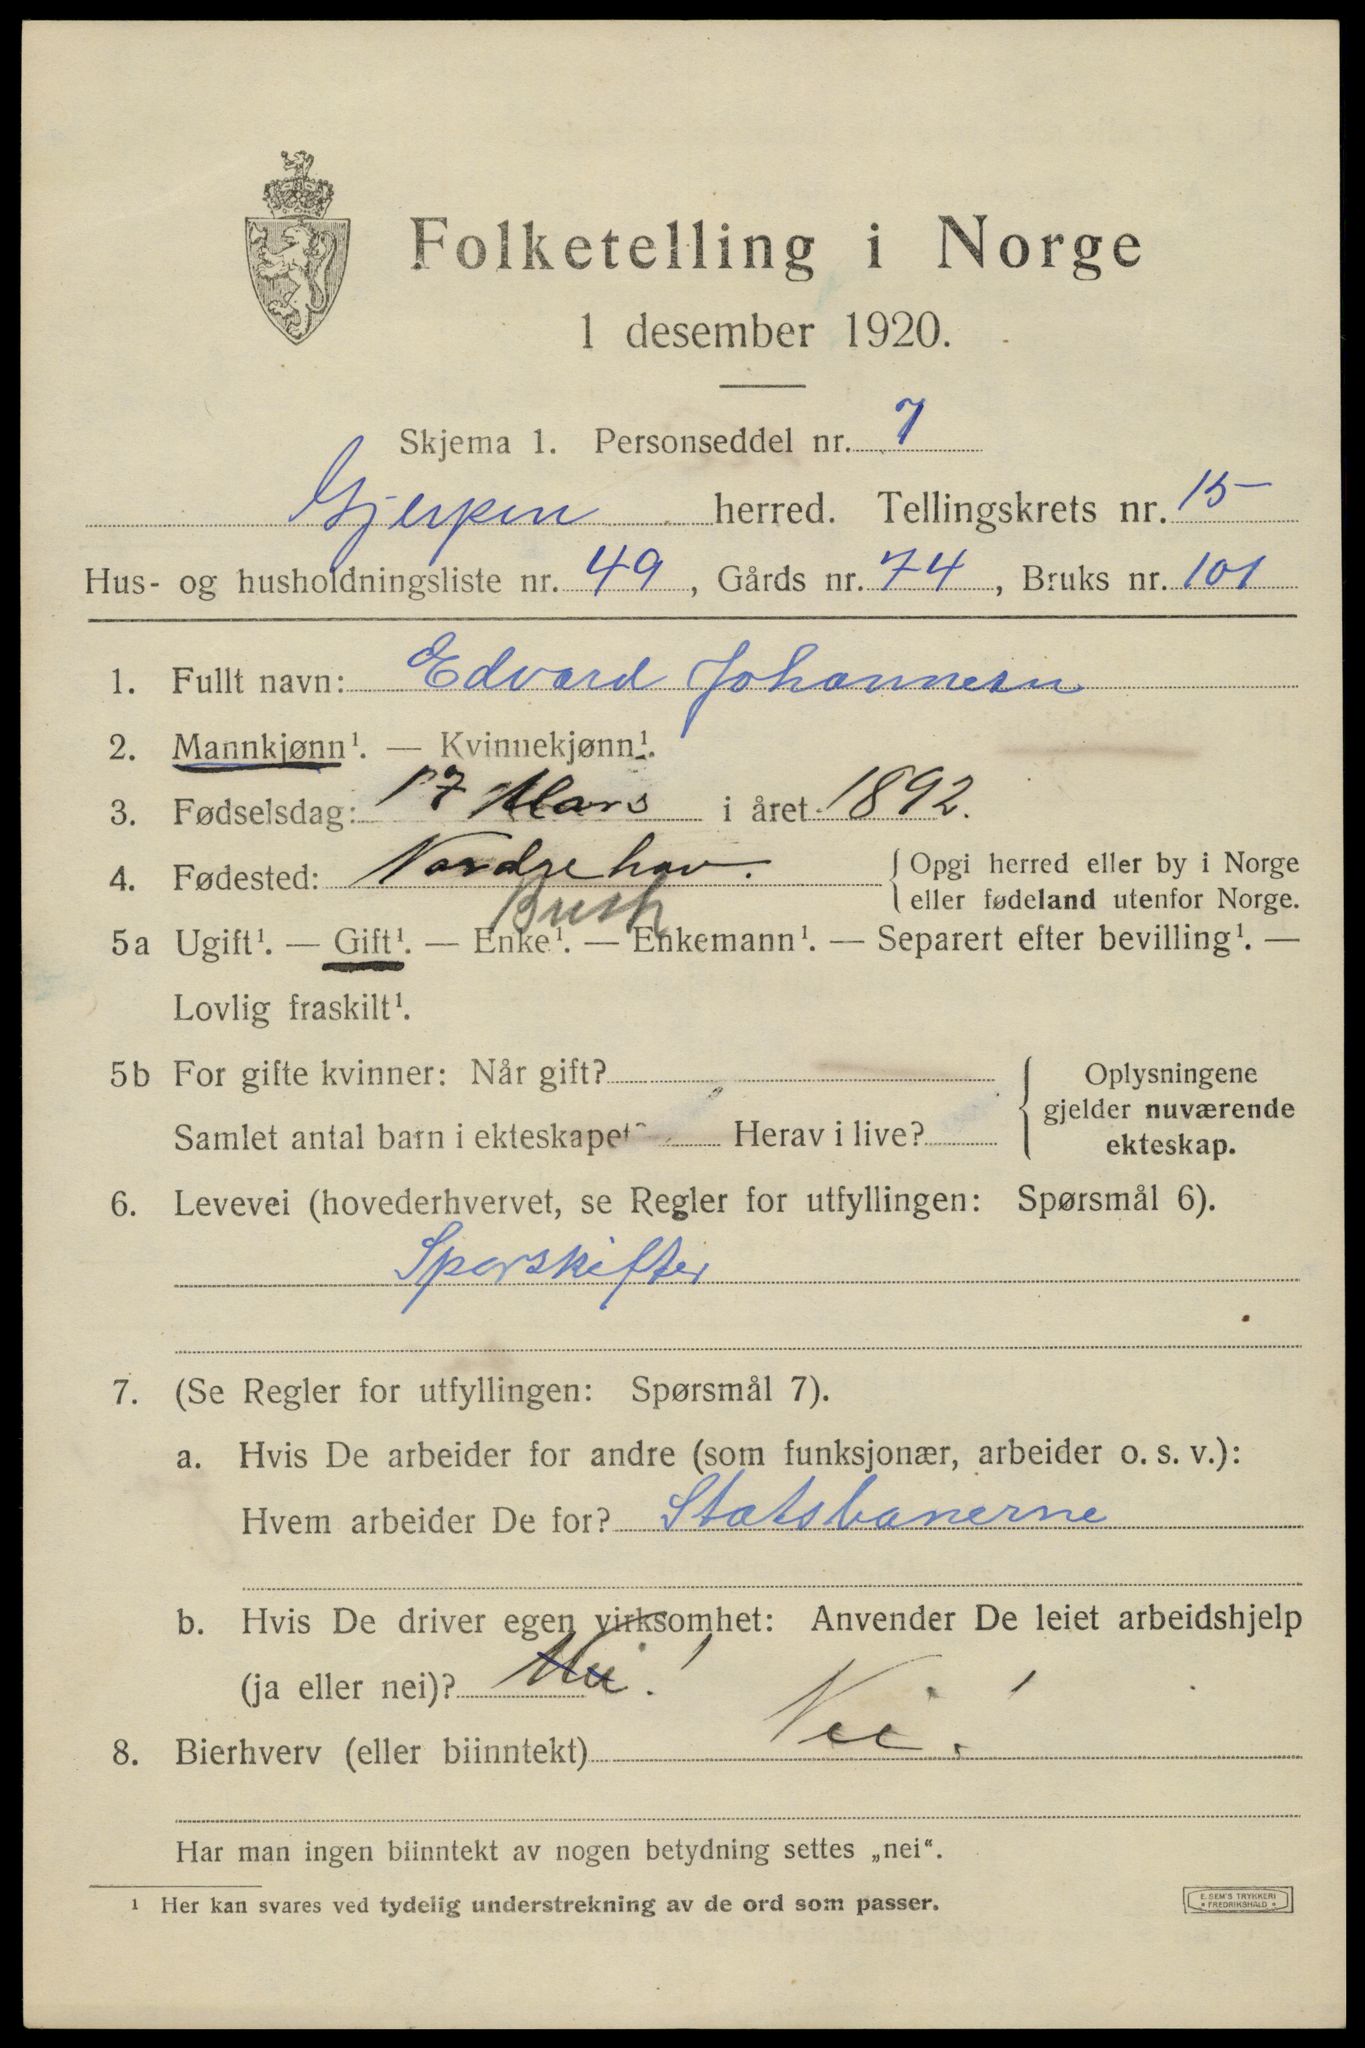 Folketelling i Norge
1 desember 1920.
Skjema 1. Personseddel nr. 7
Gjerpen herred. Tellingskrets nr. 15
Hus- og husholdningsliste nr. 49, Gårds nr. 74, Bruks nr. 101
1. Fullt navn: Edvard Johannesen
2. Mannkjønn¹. — Kvinnekjønn¹.
3. Fødselsdag: 17 Mars i året 1892.
4. Fødested: Nordrehov. { Opgi herred eller by i Norge
eller fødeland utenfor Norge.
Busk
5a Ugift¹. — Gift¹. — Enke¹. — Enkemann¹. — Separert efter bevilling¹. —
Lovlig fraskilt¹.
5b For gifte kvinner: Når gift? { Oplysningene
gjelder nuværende
ekteskap.
Samlet antal barn i ekteskapet? Herav i live?
6. Levevei (hovederhvervet, se Regler for utfyllingen: Spørsmål 6).
Sporskifter
7. (Se Regler for utfyllingen: Spørsmål 7).
a. Hvis De arbeider for andre (som funksjonær, arbeider o. s. v.):
Hvem arbeider De for? Statsbanerne
b. Hvis De driver egen virksomhet: Anvender De leiet arbeidshjelp
(ja eller nei)? Nei!
8. Bierhverv (eller biinntekt) Nei!
Har man ingen biinntekt av nogen betydning settes „nei“.
¹ Her kan svares ved tydelig understrekning av de ord som passer.
E. SEM'S TRYKKERI
* FREDRIKSHALD *